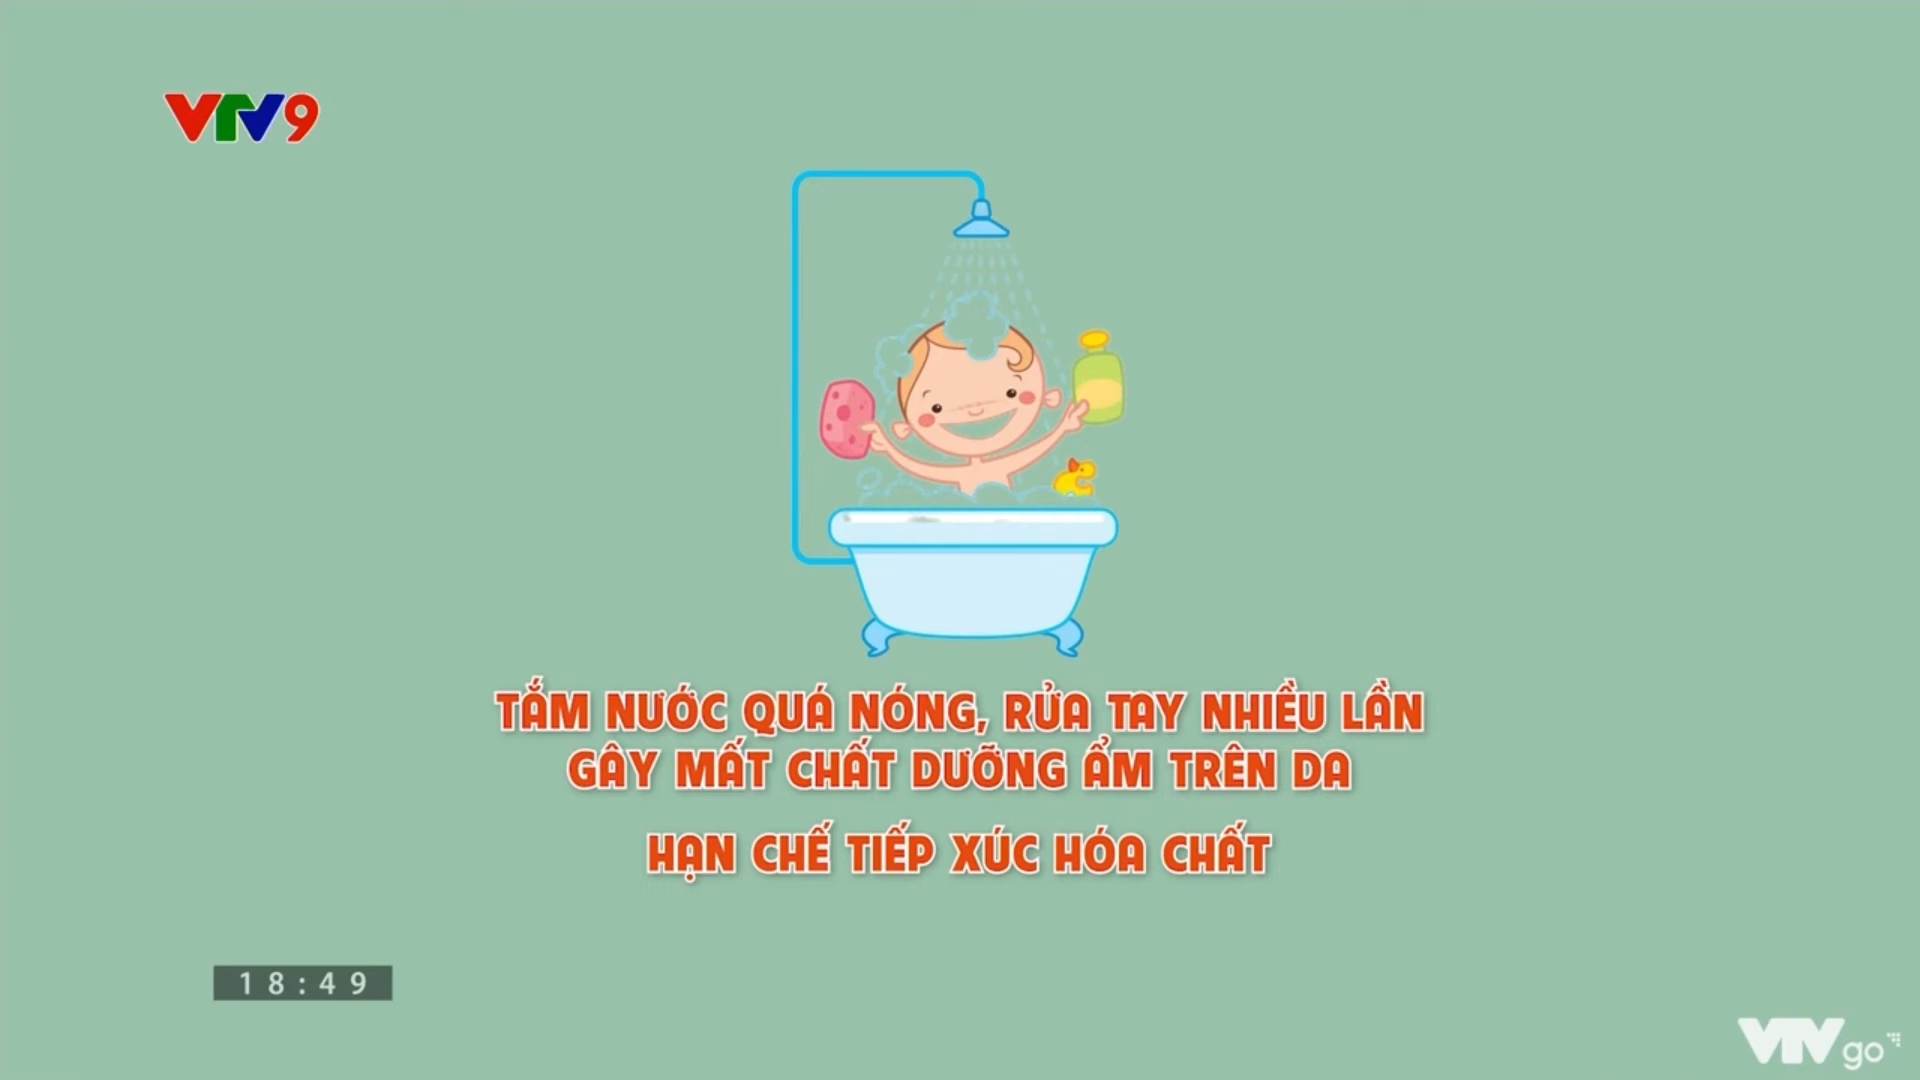 VTV9
TẮM NƯỚC QUÁ NÓNG, RỬA TAY NHIỀU LẦN
GÂY MẤT CHẤT DƯỠNG ẨM TRÊN DA
HẠN CHẾ TIẾP XÚC HÓA CHẤT
18:49
VTVgo